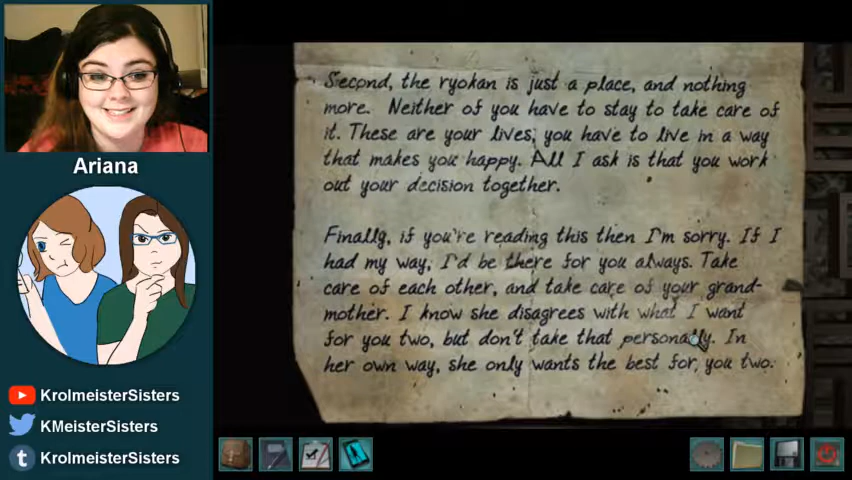 Second, the ryokan is just a place, and nothing
more. Neither of you have to stay to take care of
it. These are your lives; you have to live in a way
that makes you happy. All I ask is that you work
out your decision together.
Finally, if you're reading this then I'm sorry. If I
had my way, I'd be there for you always. Take
care of each other, and take care of your grand-
mother. I know she disagrees with what I want
for you two, but don't take that personally. In
her own way, she only wants the best for you two.
Ariana
KrolmeisterSisters
KMeisterSisters
KrolmeisterSisters